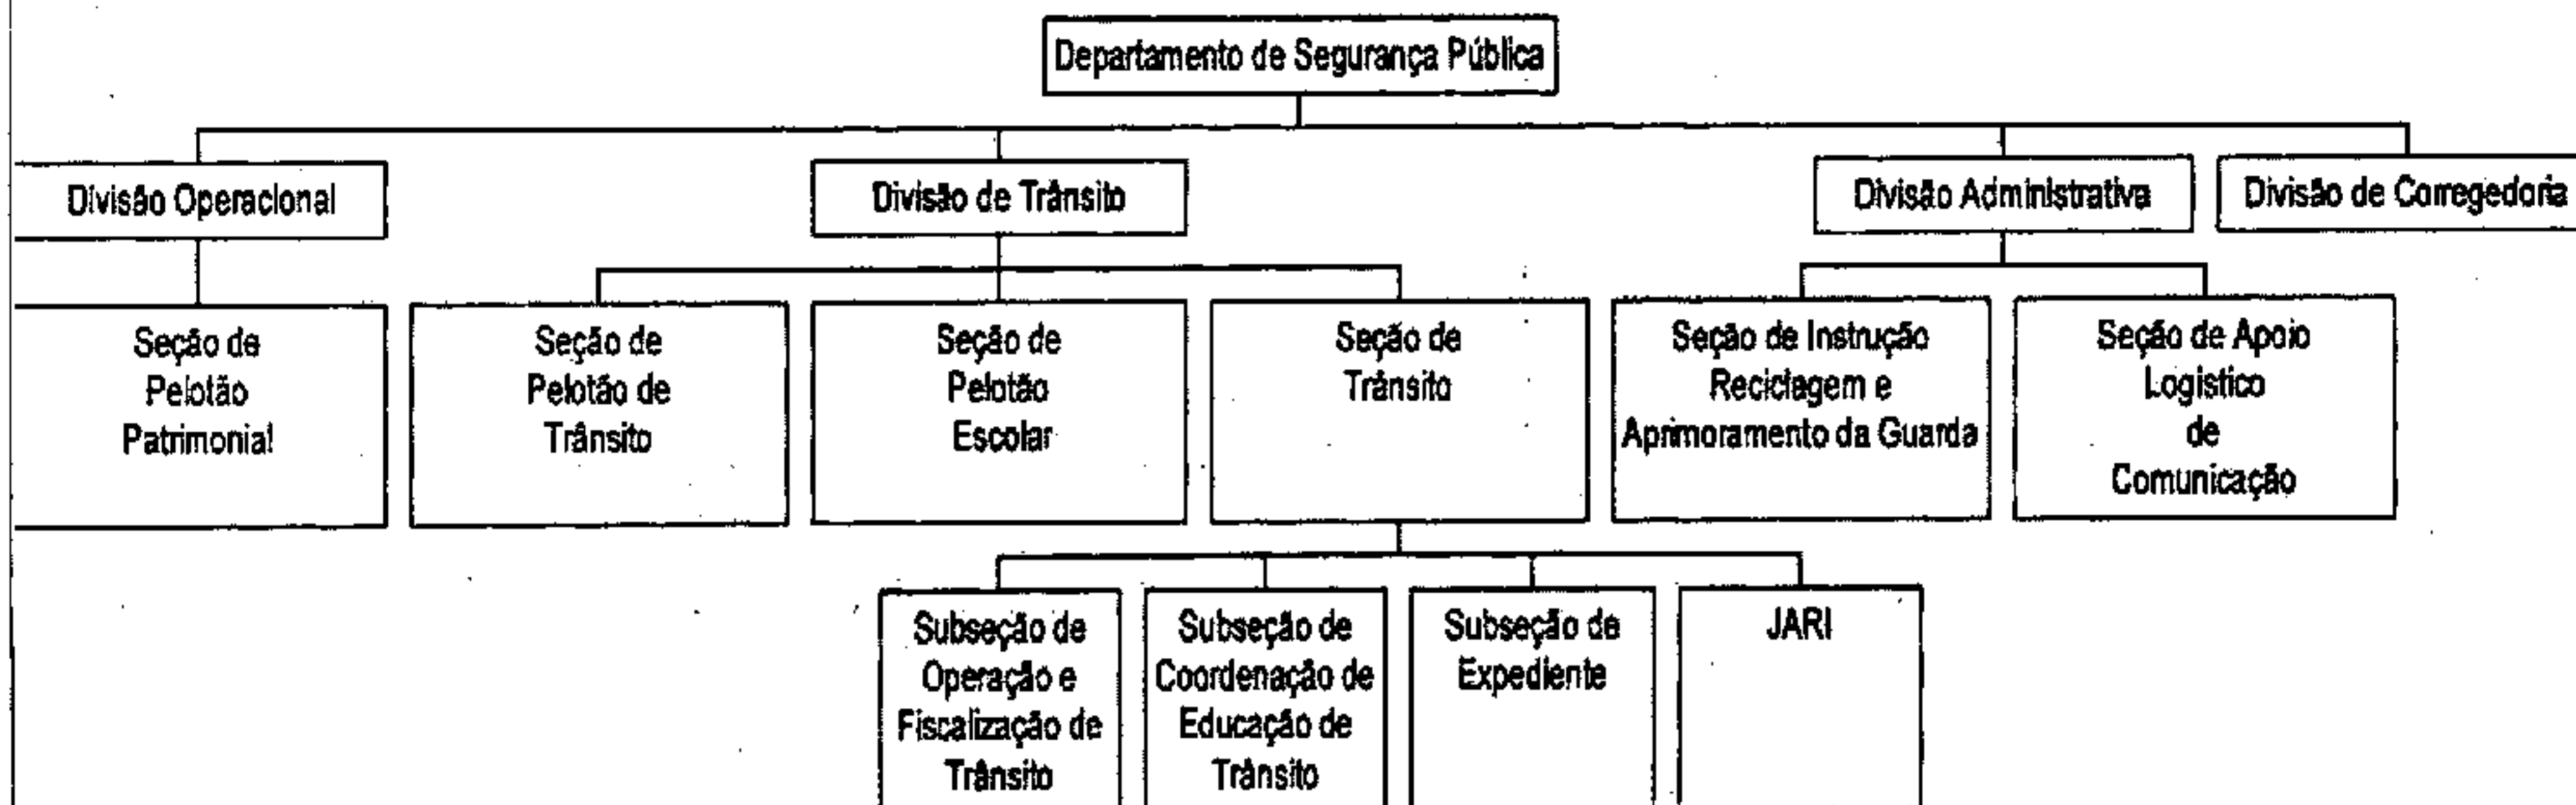 Departamento de Segurança Pública
Divisão Operacional
Divisão de Trânsito
Divisão Administrativa
Divisão de Corregedoria
Seção de
Pelotão
Patrimonial
Seção de
Pelotão de
Trânsito
Seção de
Pelotão
Escolar
Seção de
Trânsito
Seção de Instrução
Reciclagem e
Aprimoramento da Guarda
Seção de Apoio
Logístico
de
Comunicação
Subseção de
Operação e
Fiscalização de
Trânsito
Subseção de
Coordenação de
Educação de
Trânsito
Subseção de
Expediente
JARI